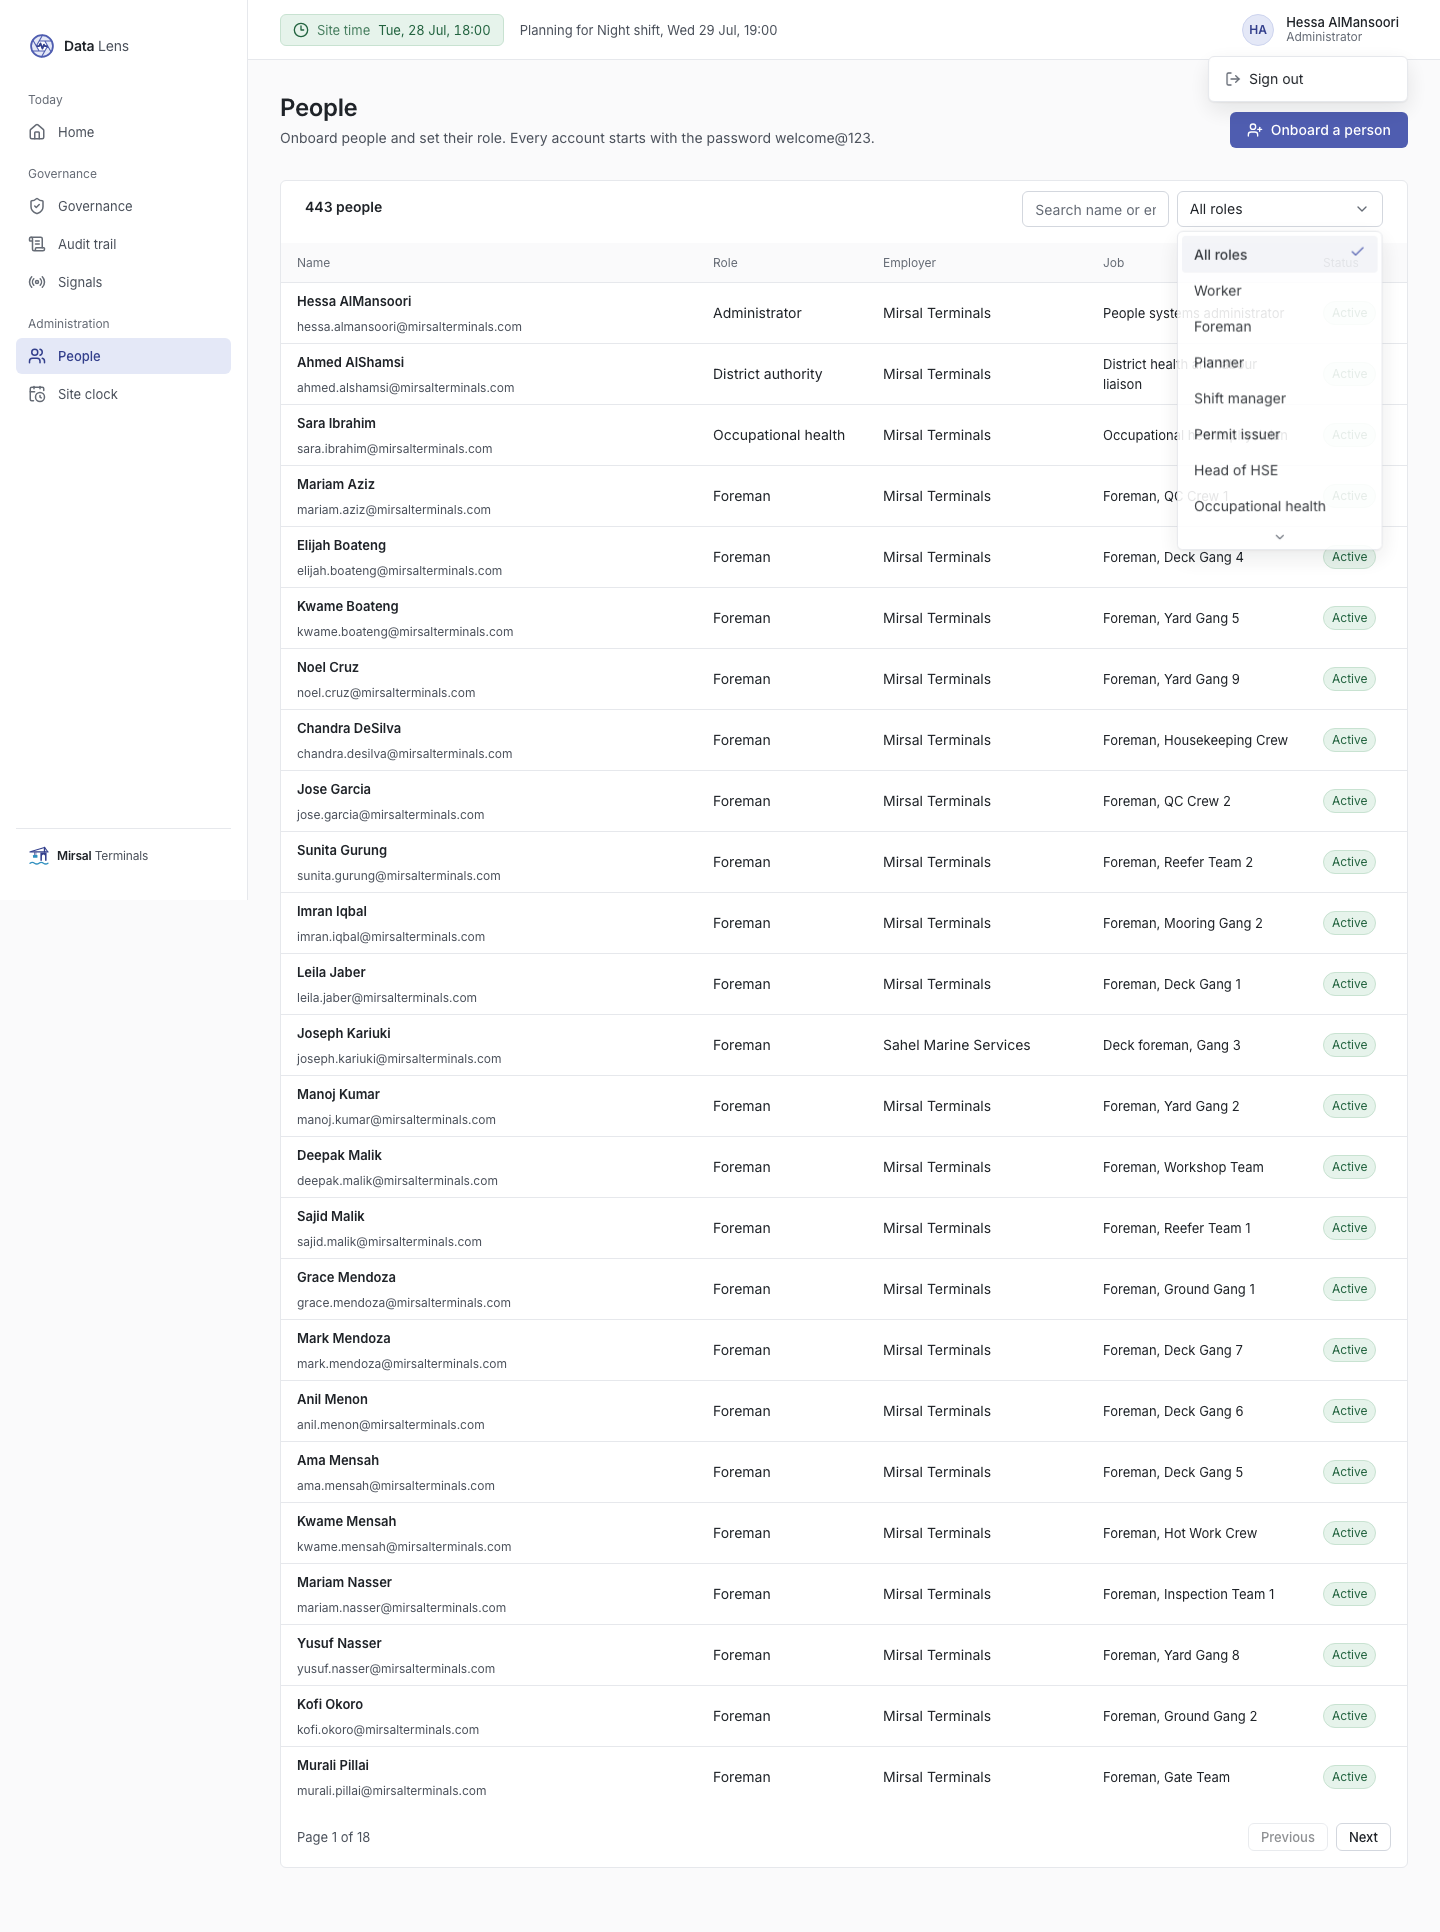 Data Lens
Today
Home
Governance
Governance
Audit trail
Signals
Administration
People
Site clock
Mirsal Terminals
Site time Tue, 28 Jul, 18:00
Planning for Night shift, Wed 29 Jul, 19:00
HA
Hessa AlMansoori
Administrator
Sign out
People
Onboard people and set their role. Every account starts with the password welcome@123.
Onboard a person
443 people
Search name or er
All roles
All roles
Worker
Foreman
Planner
Shift manager
Permit issuer
Head of HSE
Occupational health
Name Role Employer Job Status
Hessa AlMansoori
hessa.almansoori@mirsalterminals.com
Administrator Mirsal Terminals People systems administrator Active
Ahmed AlShamsi
ahmed.alshamsi@mirsalterminals.com
District authority Mirsal Terminals District health
liaison
Active
Sara Ibrahim
sara.ibrahim@mirsalterminals.com
Occupational health Mirsal Terminals Occupational Active
Mariam Aziz
mariam.aziz@mirsalterminals.com
Foreman Mirsal Terminals Foreman, QC Crew 1 Active
Elijah Boateng
elijah.boateng@mirsalterminals.com
Foreman Mirsal Terminals Foreman, Deck Gang 4 Active
Kwame Boateng
kwame.boateng@mirsalterminals.com
Foreman Mirsal Terminals Foreman, Yard Gang 5 Active
Noel Cruz
noel.cruz@mirsalterminals.com
Foreman Mirsal Terminals Foreman, Yard Gang 9 Active
Chandra DeSilva
chandra.desilva@mirsalterminals.com
Foreman Mirsal Terminals Foreman, Housekeeping Crew Active
Jose Garcia
jose.garcia@mirsalterminals.com
Foreman Mirsal Terminals Foreman, QC Crew 2 Active
Sunita Gurung
sunita.gurung@mirsalterminals.com
Foreman Mirsal Terminals Foreman, Reefer Team 2 Active
Imran Iqbal
imran.iqbal@mirsalterminals.com
Foreman Mirsal Terminals Foreman, Mooring Gang 2 Active
Leila Jaber
leila.jaber@mirsalterminals.com
Foreman Mirsal Terminals Foreman, Deck Gang 1 Active
Joseph Kariuki
joseph.kariuki@mirsalterminals.com
Foreman Sahel Marine Services Deck foreman, Gang 3 Active
Manoj Kumar
manoj.kumar@mirsalterminals.com
Foreman Mirsal Terminals Foreman, Yard Gang 2 Active
Deepak Malik
deepak.malik@mirsalterminals.com
Foreman Mirsal Terminals Foreman, Workshop Team Active
Sajid Malik
sajid.malik@mirsalterminals.com
Foreman Mirsal Terminals Foreman, Reefer Team 1 Active
Grace Mendoza
grace.mendoza@mirsalterminals.com
Foreman Mirsal Terminals Foreman, Ground Gang 1 Active
Mark Mendoza
mark.mendoza@mirsalterminals.com
Foreman Mirsal Terminals Foreman, Deck Gang 7 Active
Anil Menon
anil.menon@mirsalterminals.com
Foreman Mirsal Terminals Foreman, Deck Gang 6 Active
Ama Mensah
ama.mensah@mirsalterminals.com
Foreman Mirsal Terminals Foreman, Deck Gang 5 Active
Kwame Mensah
kwame.mensah@mirsalterminals.com
Foreman Mirsal Terminals Foreman, Hot Work Crew Active
Mariam Nasser
mariam.nasser@mirsalterminals.com
Foreman Mirsal Terminals Foreman, Inspection Team 1 Active
Yusuf Nasser
yusuf.nasser@mirsalterminals.com
Foreman Mirsal Terminals Foreman, Yard Gang 8 Active
Kofi Okoro
kofi.okoro@mirsalterminals.com
Foreman Mirsal Terminals Foreman, Ground Gang 2 Active
Murali Pillai
murali.pillai@mirsalterminals.com
Foreman Mirsal Terminals Foreman, Gate Team Active
Page 1 of 18
Previous
Next